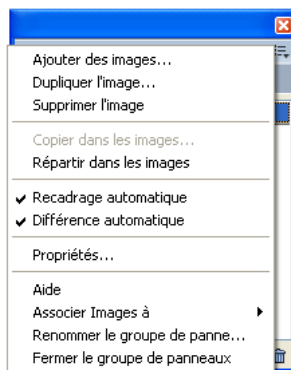 Ajouter des images...
Dupliquer l'image...
Supprimer l'image
Copier dans les images...
Répartir dans les images
Recadrage automatique
Différence automatique
Propriétés...
Aide
Associer Images à
Renommer le groupe de panne...
Fermer le groupe de panneaux